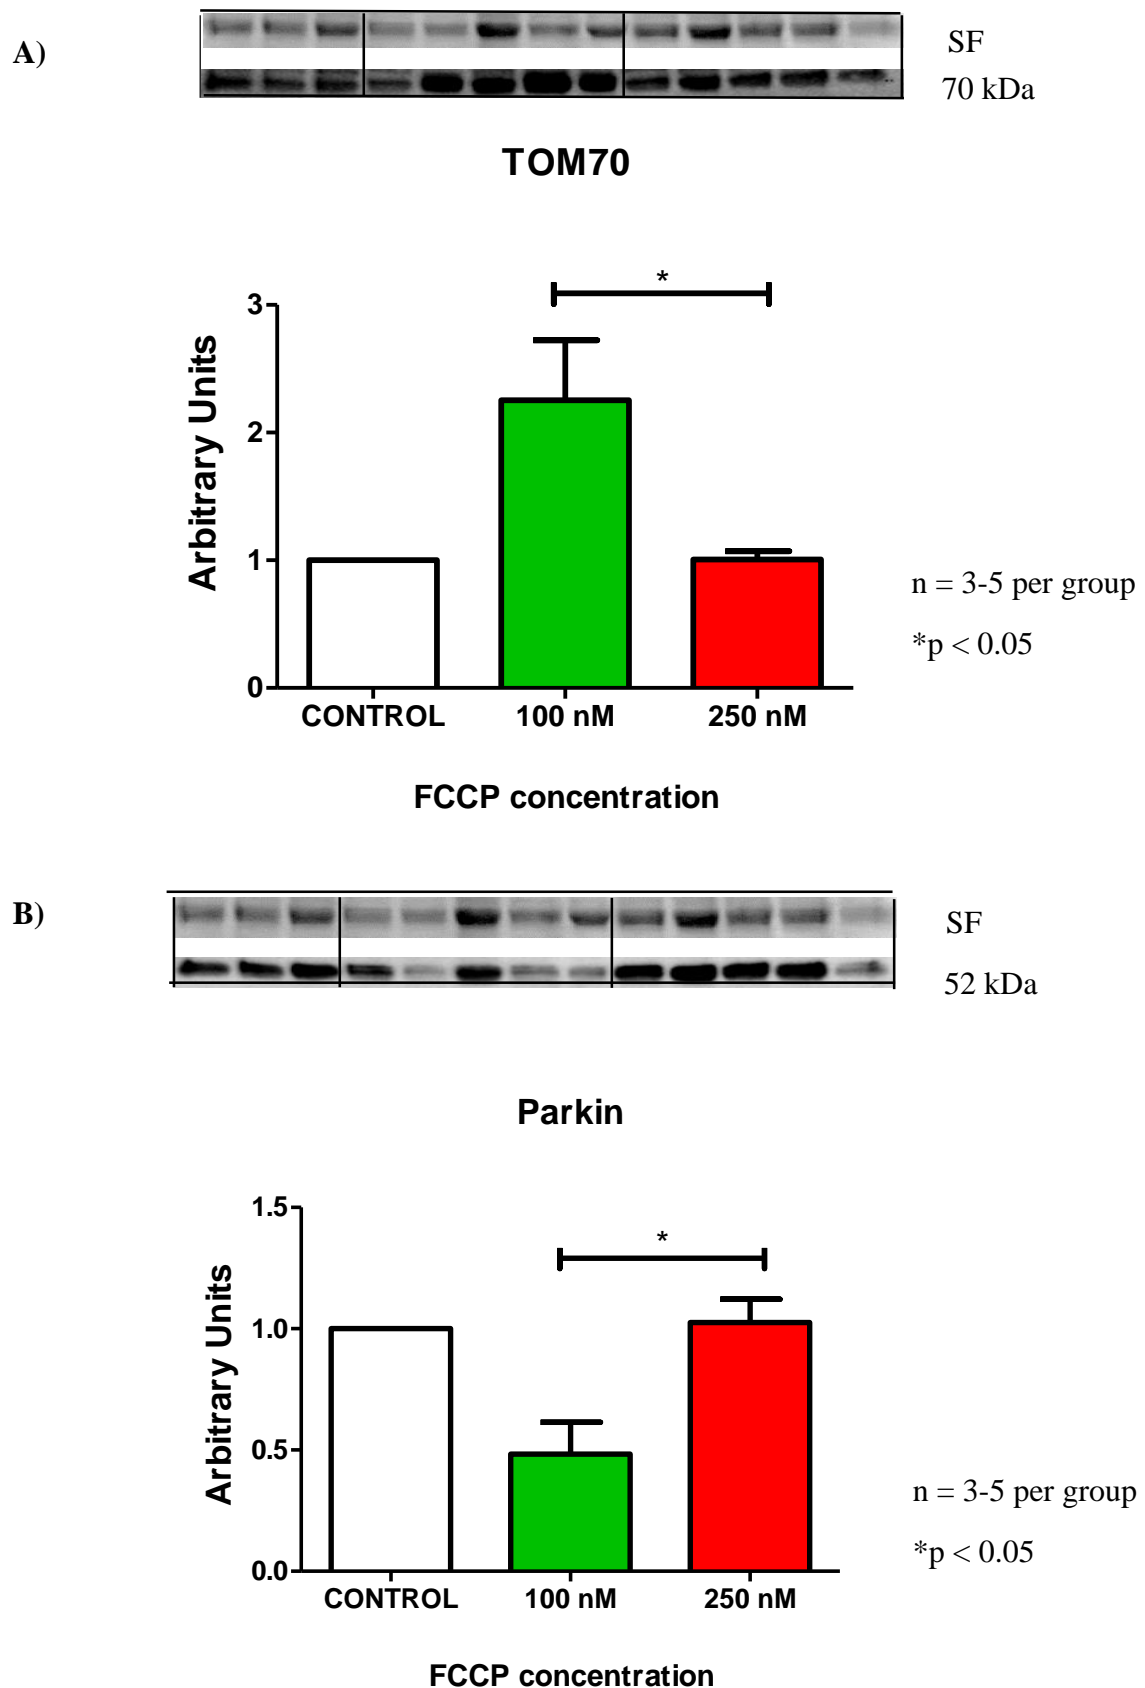 A)
SF
70 kDa
TOM70
*
3
2
1
0
Arbitrary Units
CONTROL 100 nM 250 nM
FCCP concentration
n = 3-5 per group
*p < 0.05
B)
SF
52 kDa
Parkin
*
1.5
1.0
0.5
0.0
Arbitrary Units
CONTROL 100 nM 250 nM
FCCP concentration
n = 3-5 per group
*p < 0.05